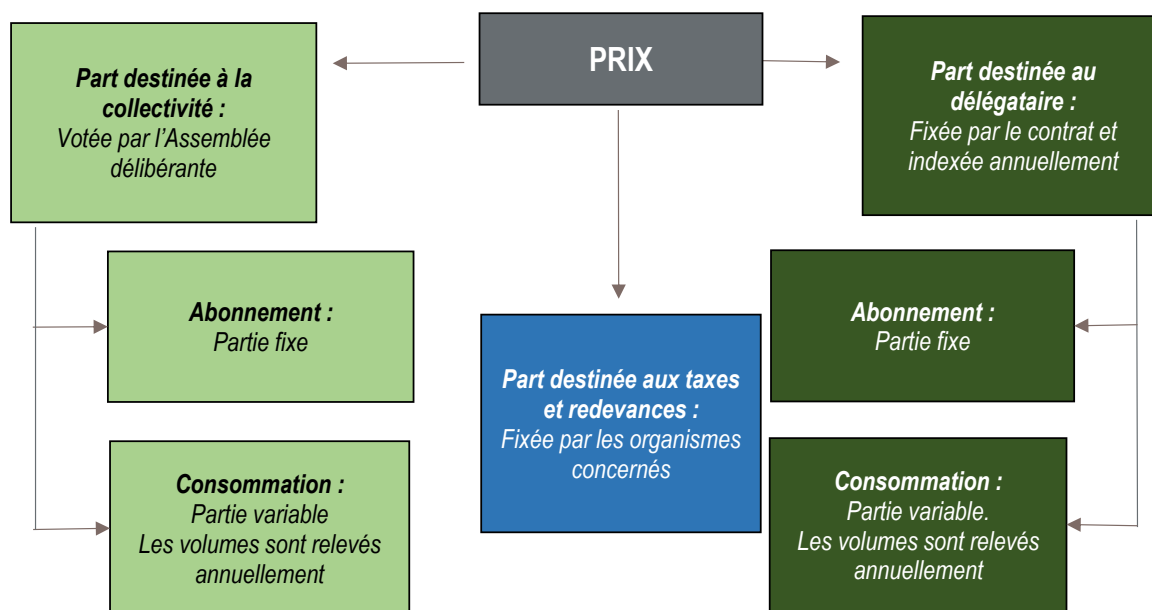 PRIX
Part destinée à la
collectivité :
Votée par l’Assemblée
délibérante
Abonnement :
Partie fixe
Consommation :
Partie variable
Les volumes sont relevés
annuellement
Part destinée aux taxes
et redevances :
Fixée par les organismes
concernés
Part destinée au
délégataire :
Fixée par le contrat et
indexée annuellement
Abonnement :
Partie fixe
Consommation :
Partie variable.
Les volumes sont relevés
annuellement